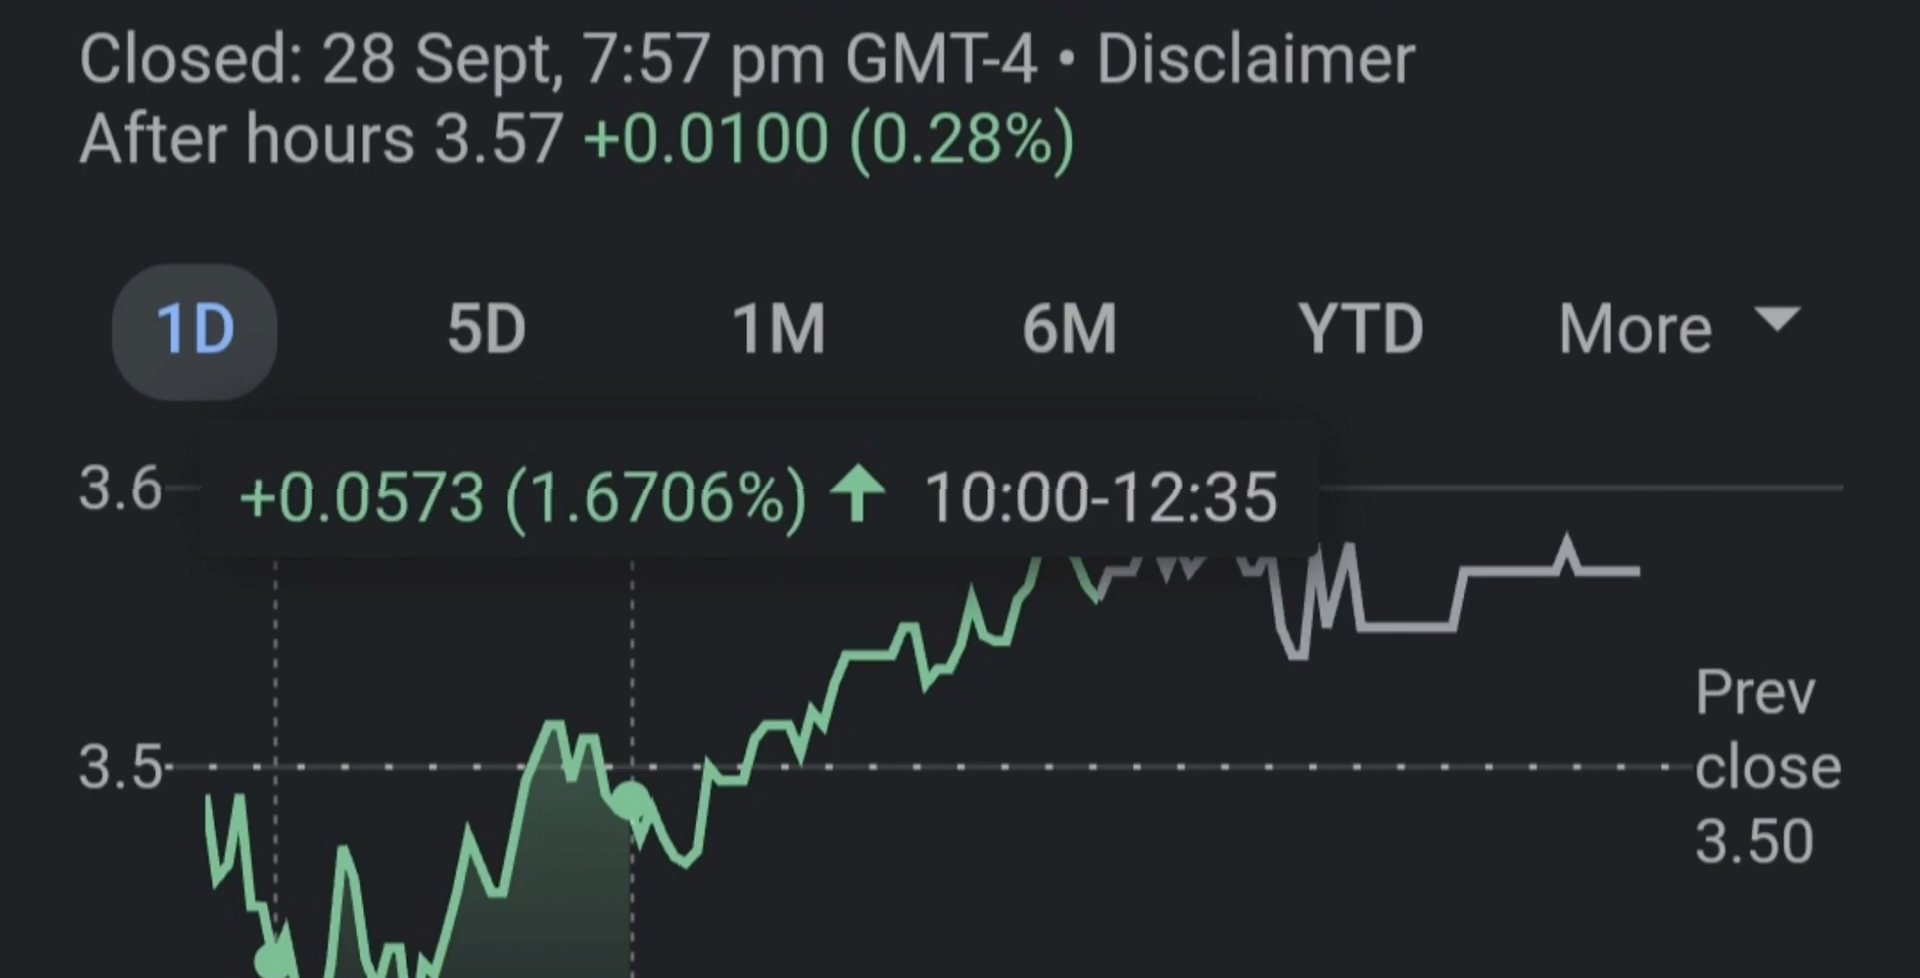 Closed: 28 Sept, 7:57 pm GMT-4 • Disclaimer
After hours 3.57 +0.0100 (0.28%)
1D 5D 1M 6M YTD More
3.6
+0.0573 (1.6706%) 10:00-12:35
3.5
Prev
close
3.50